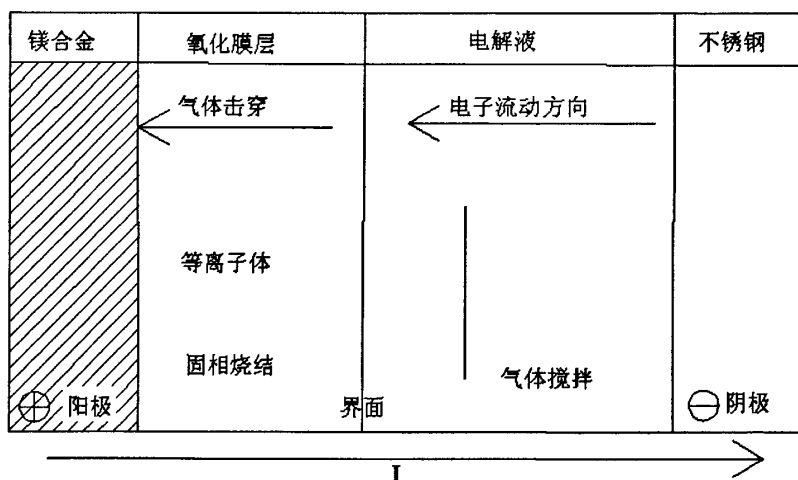 镁合金
氧化膜层
电解液
不锈钢
气体击穿
电子流动方向
等离子体
固相烧结
气体搅拌
阳极
界面
阴极
I